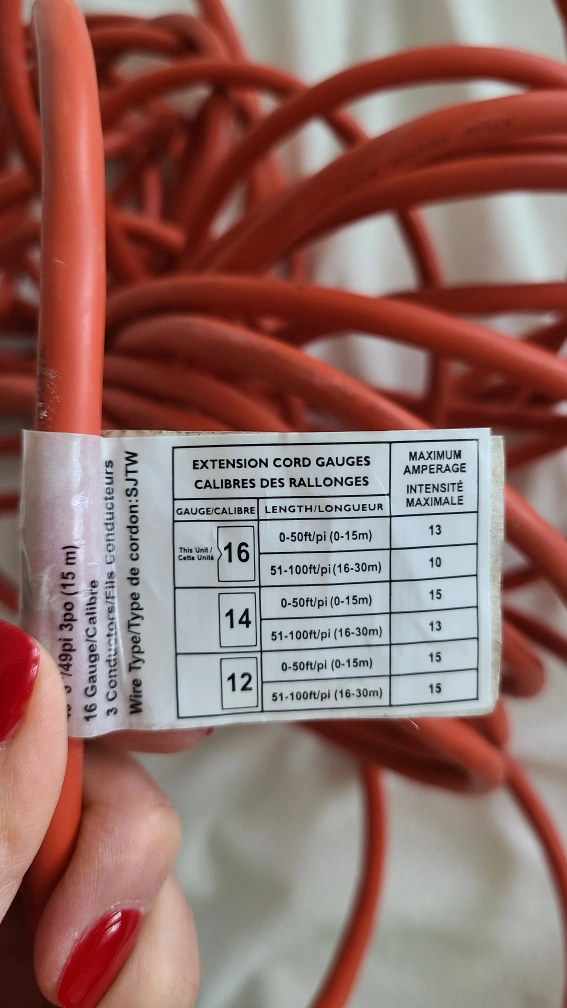 /49pi 3po (15 m)
16 Gauge/Calibre
3 Conductors/Fils Conducteurs
Wire Type/Type de cordon:SJTW
EXTENSION CORD GAUGES
CALIBRES DES RALLONGES
MAXIMUM
AMPERAGE
INTENSITÉ
MAXIMALE
GAUGE/CALIBRE LENGTH/LONGUEUR
This Unit/
Cette Unité
16
0-50ft/pi (0-15m) 13
51-100ft/pi (16-30m) 10
14
0-50ft/pi (0-15m) 15
51-100ft/pi (16-30m) 13
12
0-50ft/pi (0-15m) 15
51-100ft/pi (16-30m) 15